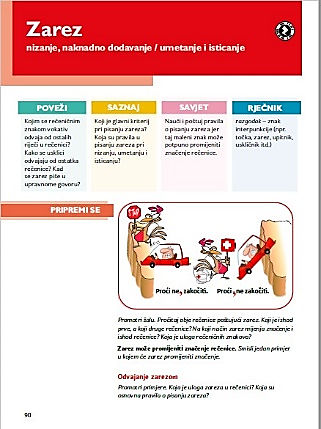 Zarez
nizanje, naknadno dodavanje / umetanje i isticanje
POVEŽI
Kojim se rečeničnim
znakom vokativ
odvaja od ostalih
riječi u rečenici?
Kako se usklici
odvajaju od ostatka
rečenice? Kad
se zarez piše u
upravnome govoru?
SAZNAJ
Koji je glavni kriterij
pri pisanju zareza?
Koja su pravila u
pisanju zareza pri
nizanju, umetanju i
isticanju?
SAVJET
Nauči i poštuj pravila
o pisanju zareza jer
taj maleni znak može
potpuno promijeniti
značenje rečenice.
RJEČNIK
razgodak – znak
interpunkcije (npr.
točka, zarez, upitnik,
uskličnik itd.)
PRIPREMI SE
Proći ne, zakočiti.
Proći, ne zakočiti.
Promotri šalu. Pročitaj obje rečenice poštujući zarez. Koji je ishod
prve, a koji druge rečenice? Na koji način zarez mijenja značenje i
ishod rečenice? Koja je uloga rečeničnih znakova?
Zarez može promijeniti značenje rečenice. Smisli jedan primjer
u kojem će zarez promijeniti značenje.
Odvajanje zarezom
Promotri primjere. Koja je uloga zareza u rečenici? Koja su
osnovna pravila o pisanju zareza?
90